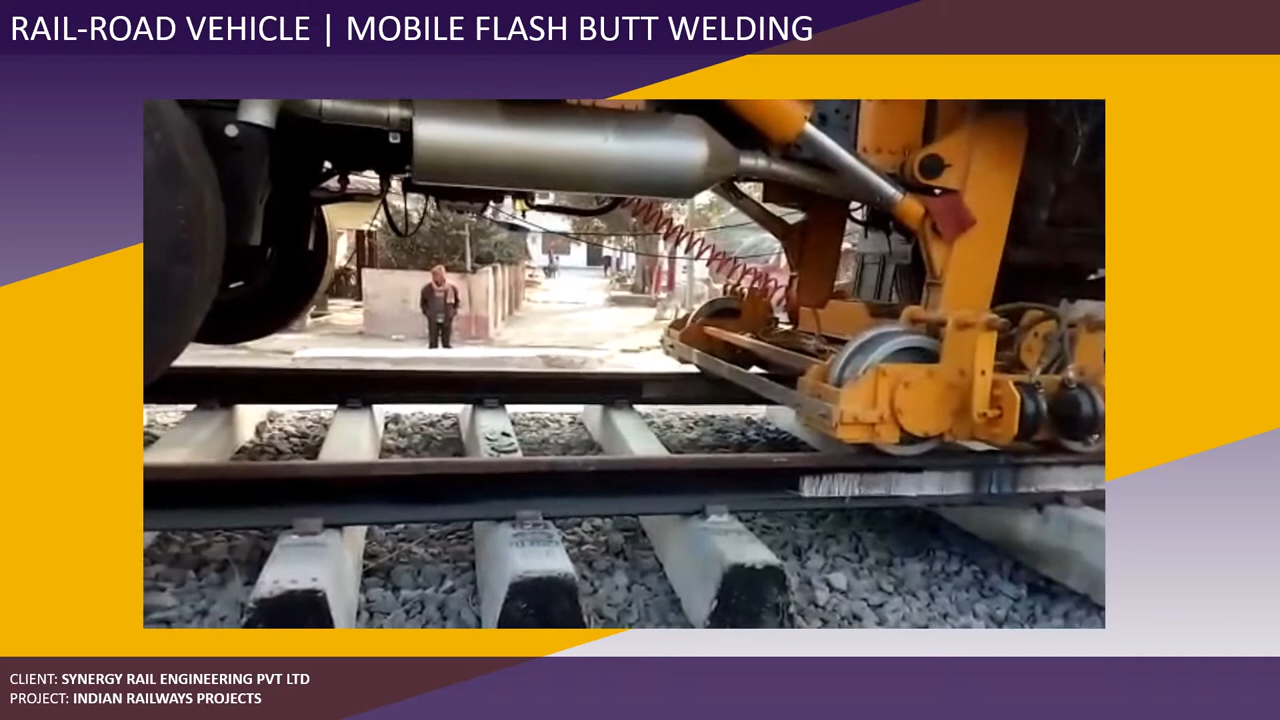 RAIL-ROAD VEHICLE | MOBILE FLASH BUTT WELDING
CLIENT: SYNERGY RAIL ENGINEERING PVT LTD
PROJECT: INDIAN RAILWAYS PROJECTS